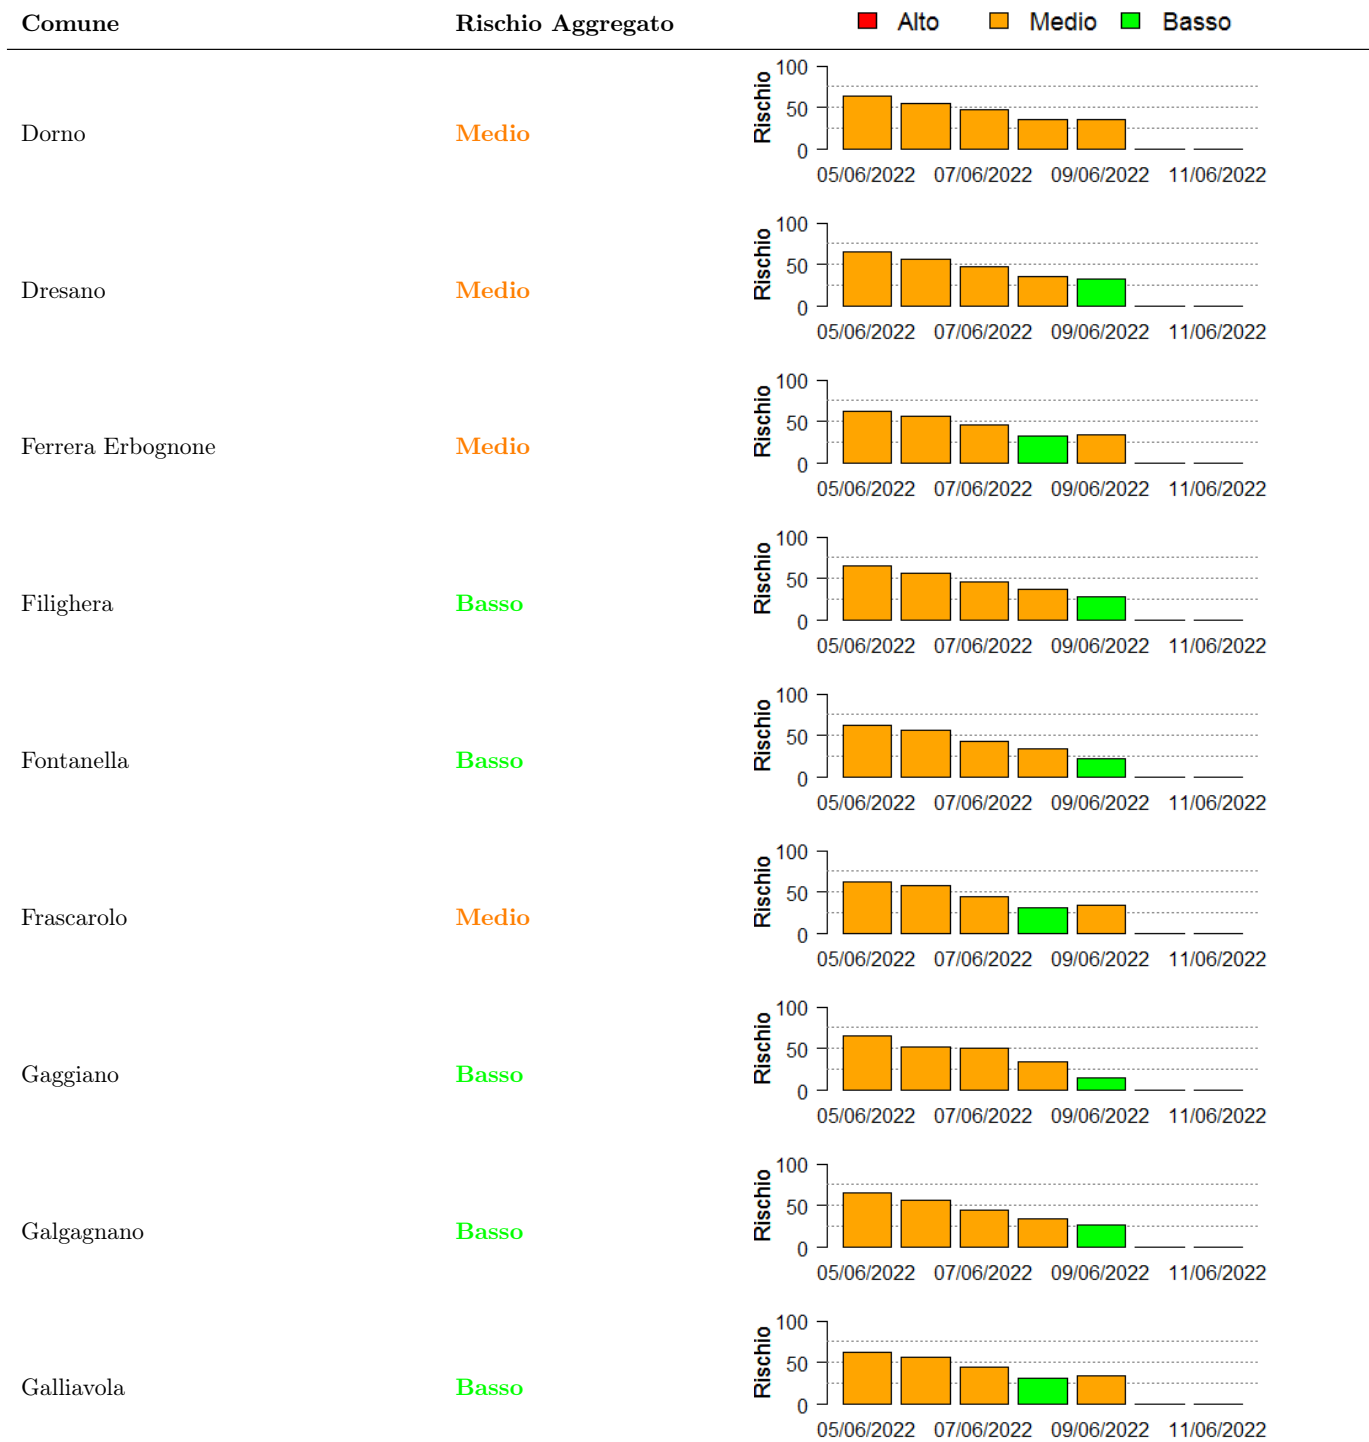 Comune Rischio Aggregato Alto Medio Basso
Dorno Medio
Rischio
100
50
0
05/06/2022 07/06/2022 09/06/2022 11/06/2022
Dresano Medio
Rischio
100
50
0
05/06/2022 07/06/2022 09/06/2022 11/06/2022
Ferrera Erbognone Medio
Rischio
100
50
0
05/06/2022 07/06/2022 09/06/2022 11/06/2022
Filighera Basso
Rischio
100
50
0
05/06/2022 07/06/2022 09/06/2022 11/06/2022
Fontanella Basso
Rischio
100
50
0
05/06/2022 07/06/2022 09/06/2022 11/06/2022
Frascarolo Medio
Rischio
100
50
0
05/06/2022 07/06/2022 09/06/2022 11/06/2022
Gaggiano Basso
Rischio
100
50
0
05/06/2022 07/06/2022 09/06/2022 11/06/2022
Galgagnano Basso
Rischio
100
50
0
05/06/2022 07/06/2022 09/06/2022 11/06/2022
Galliavola Basso
Rischio
100
50
0
05/06/2022 07/06/2022 09/06/2022 11/06/2022